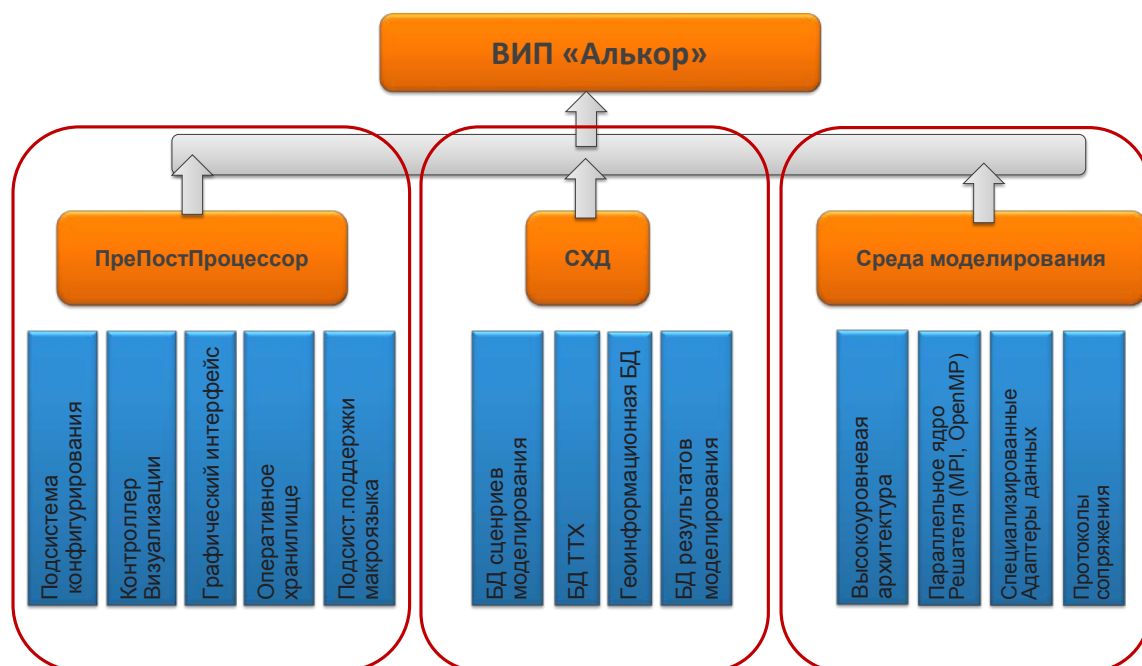 ВИП «Алькор»
ПреПостПроцессор
СХД
Среда моделирования
Подсистема
конфигурирования
Контроллер
Визуализации
Графический интерфейс
Оперативное
хранилище
Подсист.поддержки
макроязыка
БД сценриев
моделирования
БД ТТХ
Геоинформационная БД
БД результатов
моделирования
Высокоуровневая
архитектура
Параллельное ядро
Решателя (MPI, OpenMP)
Специализированные
Адаптеры данных
Протоколы
сопряжения